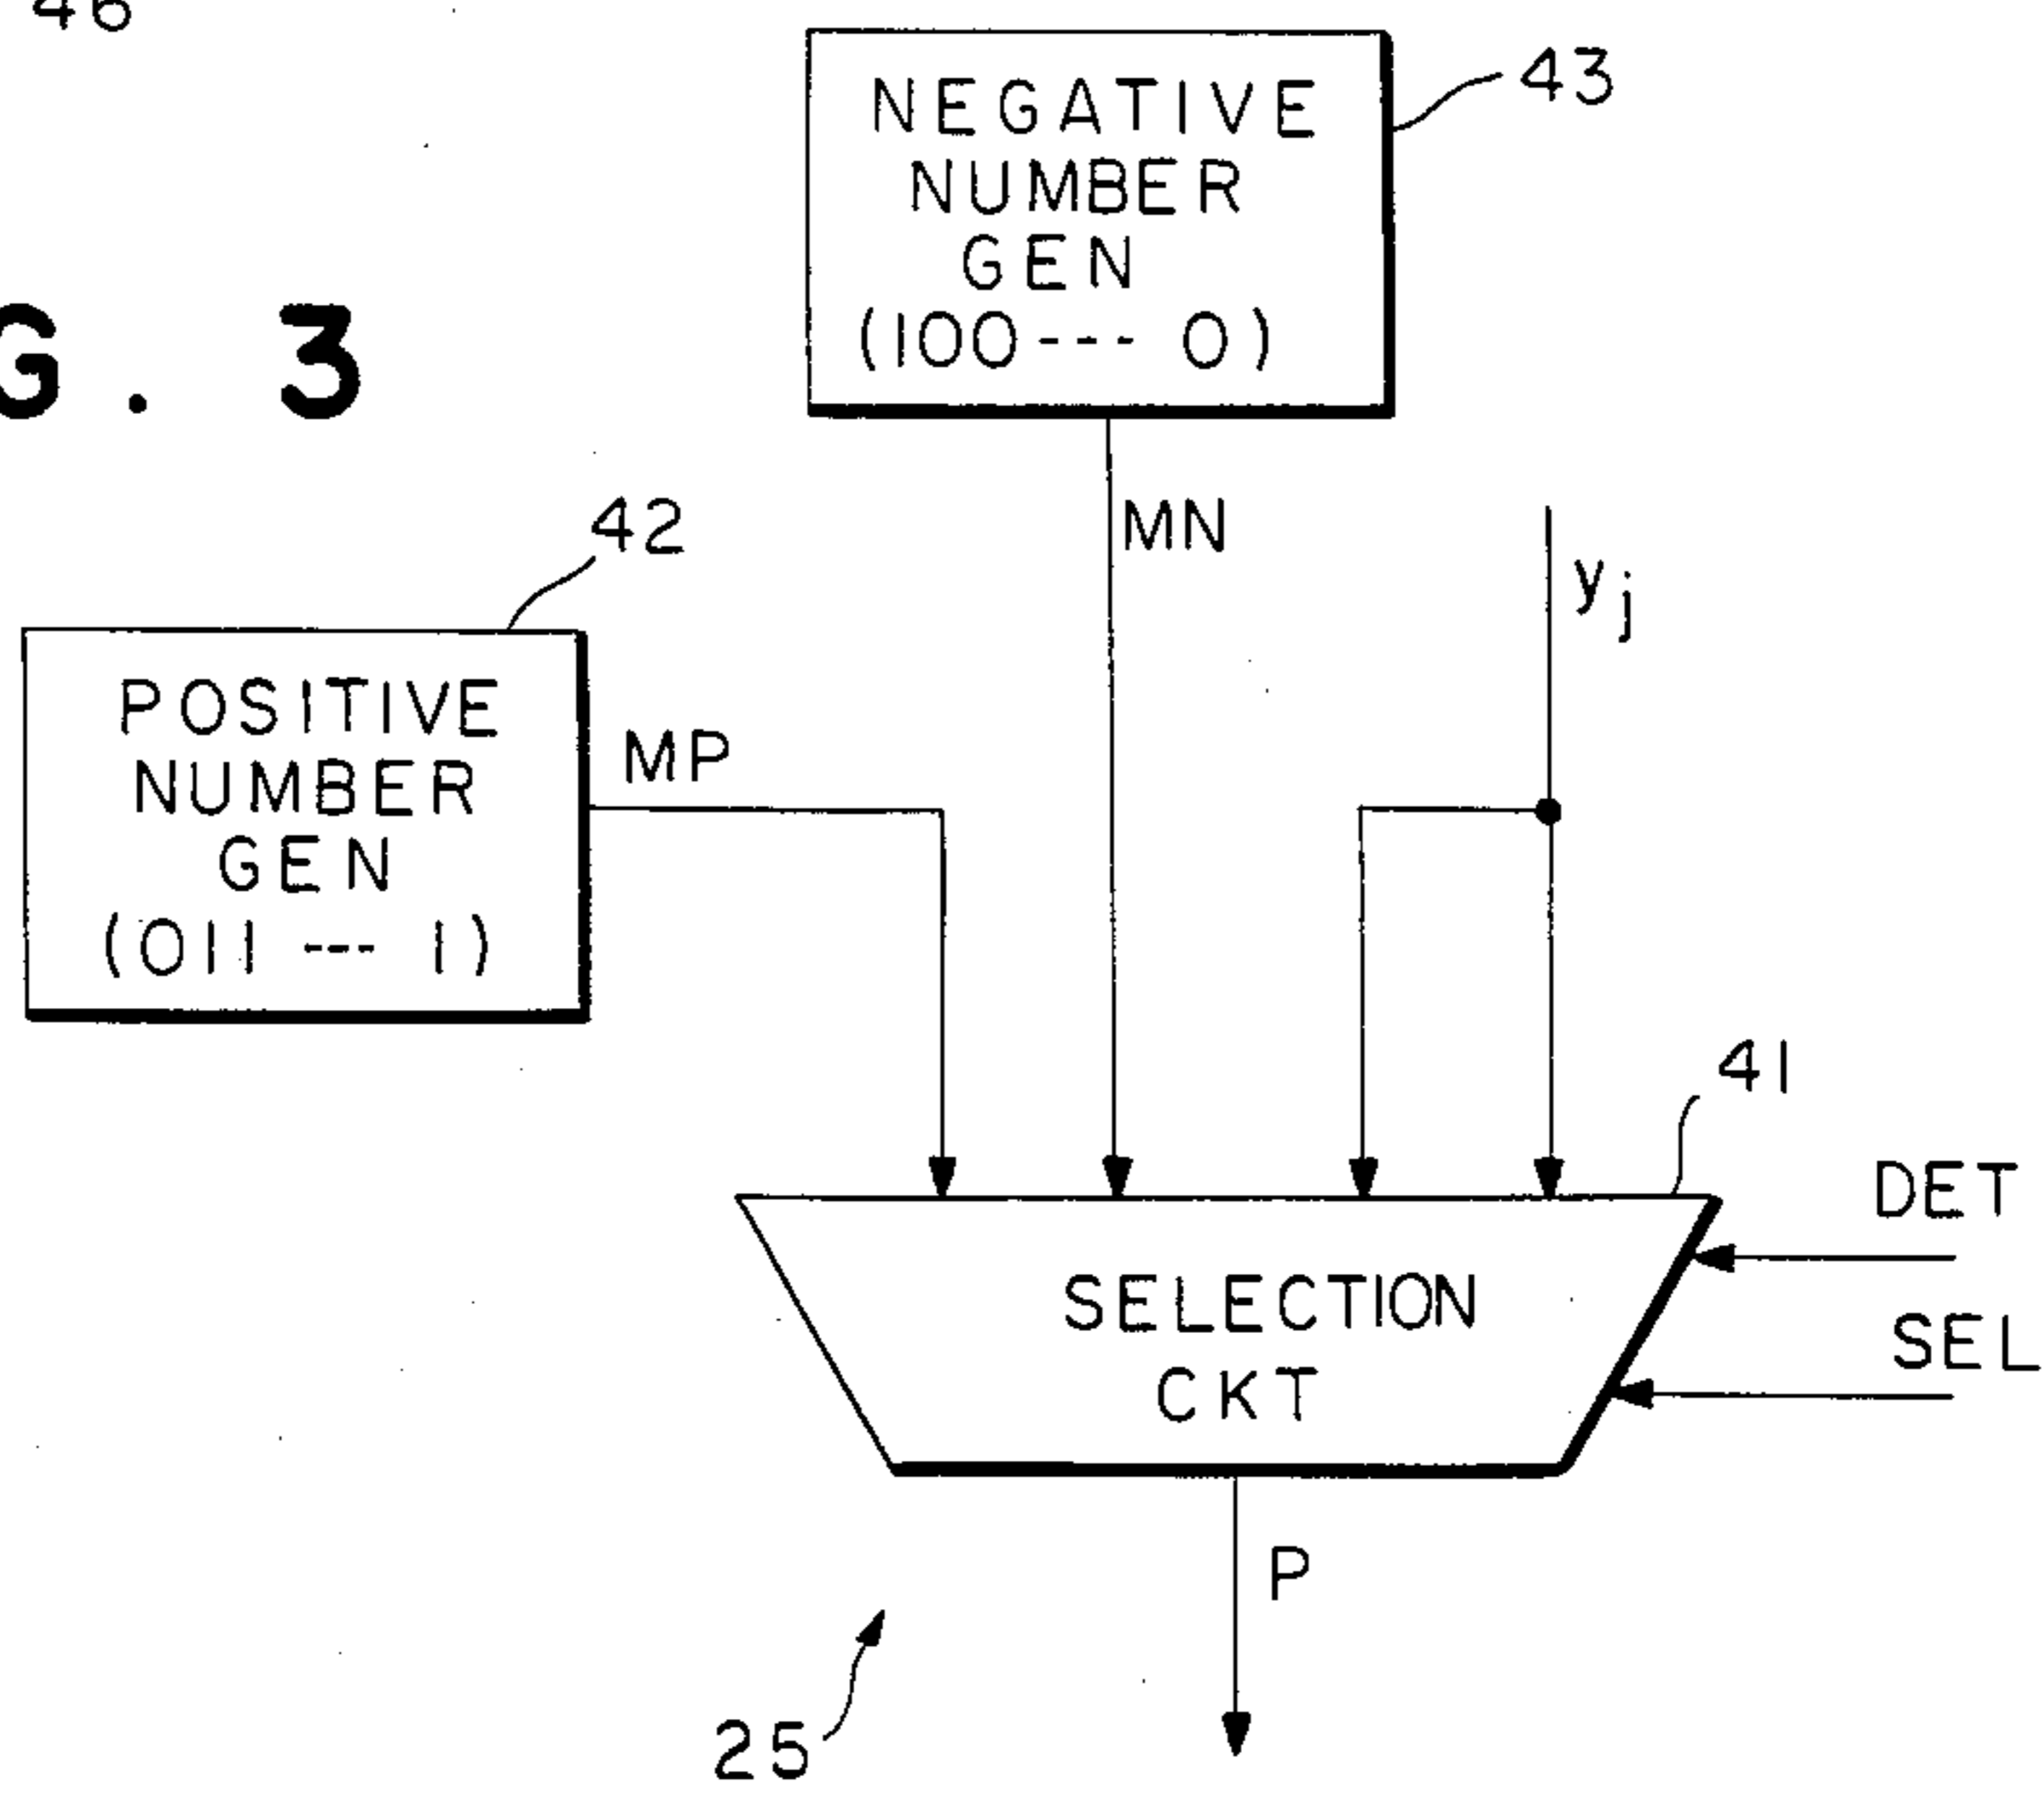 46
43
NEGATIVE
NUMBER
GEN
(100--- 0)
G. 3
42
MN
yj
POSITIVE
NUMBER
GEN
(011 --- 1)
MP
41
DET
SEL
SELECTION
CKT
P
25